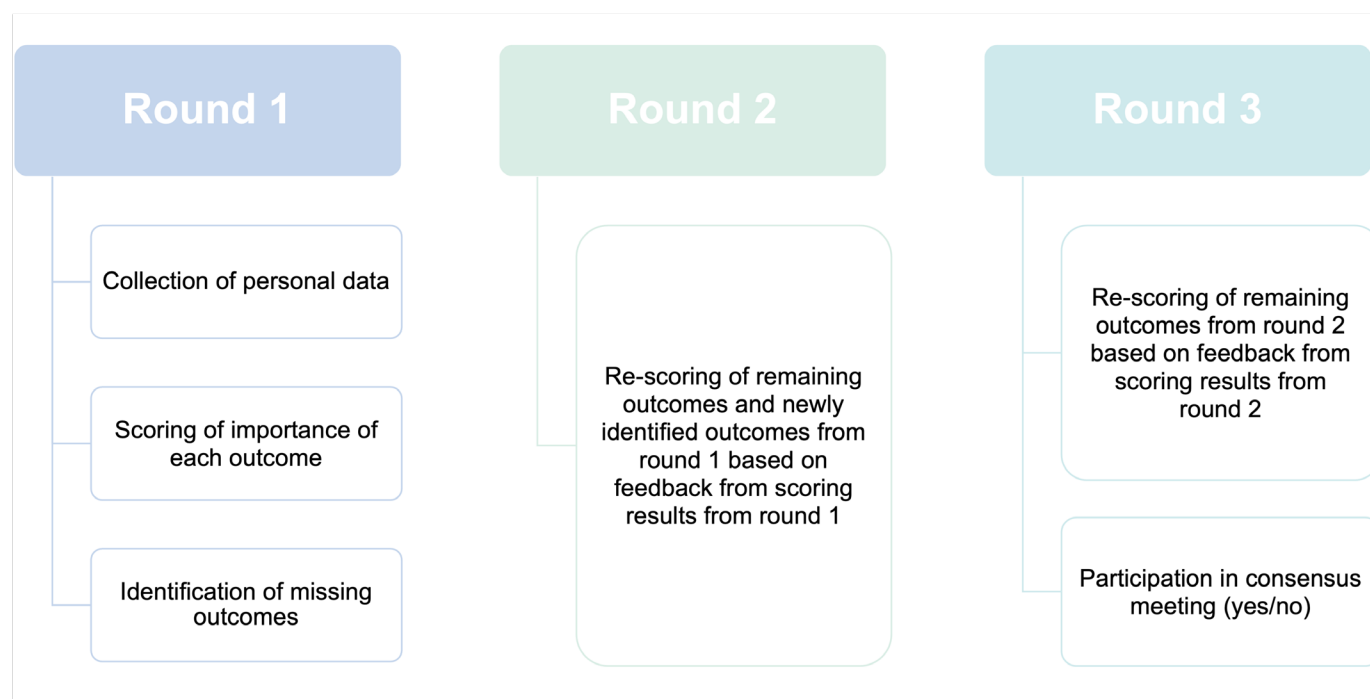 Round 1
Collection of personal data
Scoring of importance of
each outcome
Identification of missing
outcomes
Round 2
Re-scoring of remaining
outcomes and newly
identified outcomes from
round 1 based on
feedback from scoring
results from round 1
Round 3
Re-scoring of remaining
outcomes from round 2
based on feedback from
scoring results from
round 2
Participation in consensus
meeting (yes/no)